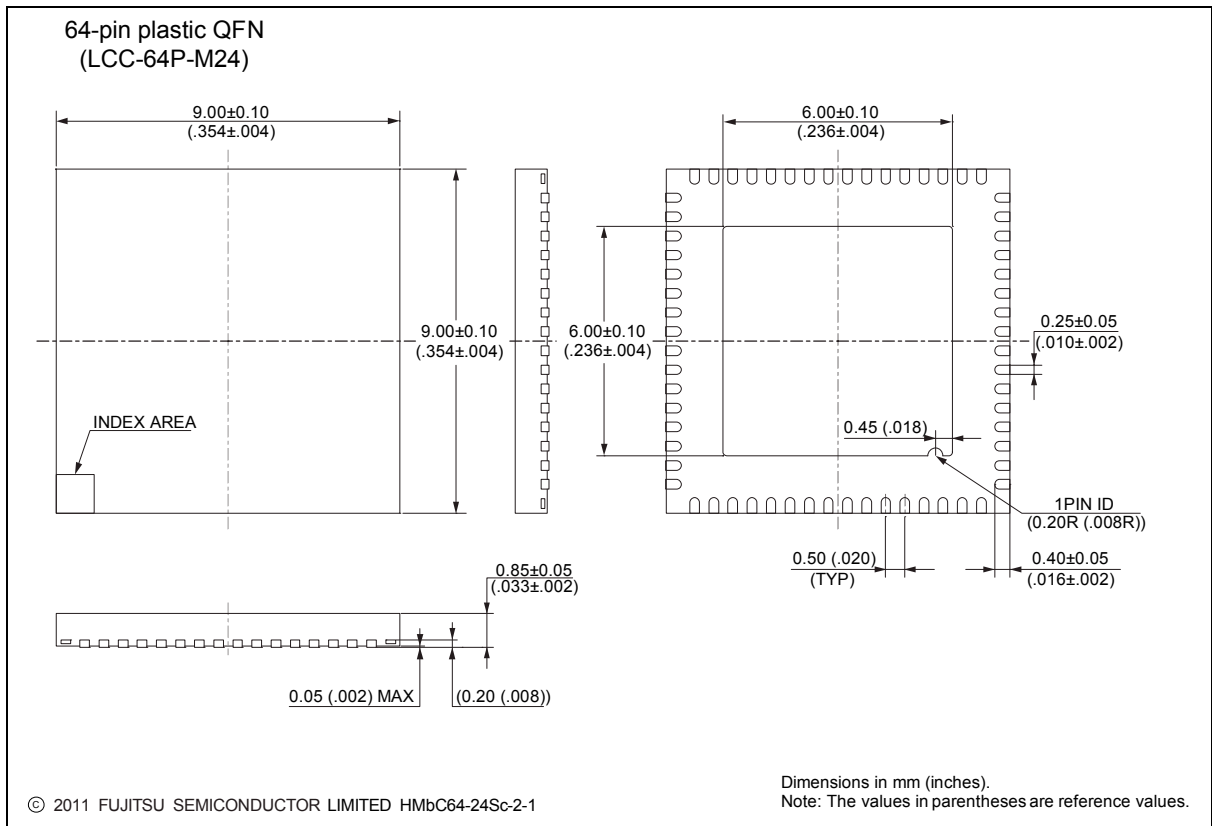 64-pin plastic QFN
(LCC-64P-M24)
9.00±0.10
(.354±.004)
6.00±0.10
(.236±.004)
9.00±0.10
(.354±.004)
6.00±0.10
(.236±.004)
0.25±0.05
(.010±.002)
INDEX AREA
0.45 (.018)
1PIN ID
(0.20R (.008R))
0.50 (.020)
(TYP)
0.40±0.05
(.016±.002)
0.85±0.05
(.033±.002)
0.05 (.002) MAX
(0.20 (.008))
Dimensions in mm (inches).
Note: The values in parentheses are reference values.
© 2011 FUJITSU SEMICONDUCTOR LIMITED HMbC64-24Sc-2-1